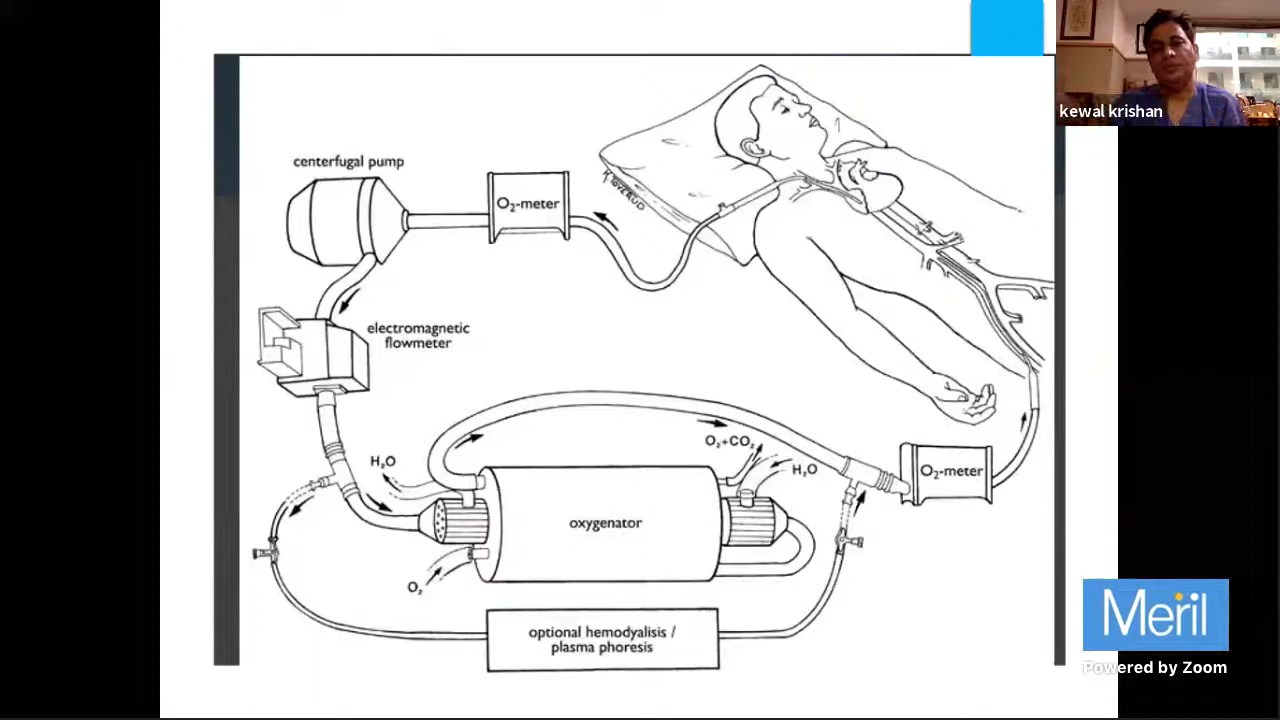 kewal krishan
centerfugal pump
O₂-meter
K TOVERUD
electromagnetic
flowmeter
O₂+CO₂
H₂O
H₂O
O₂-meter
oxygenator
O₂
optional hemodyalisis /
plasma phoresis
Meril
Powered by Zoom